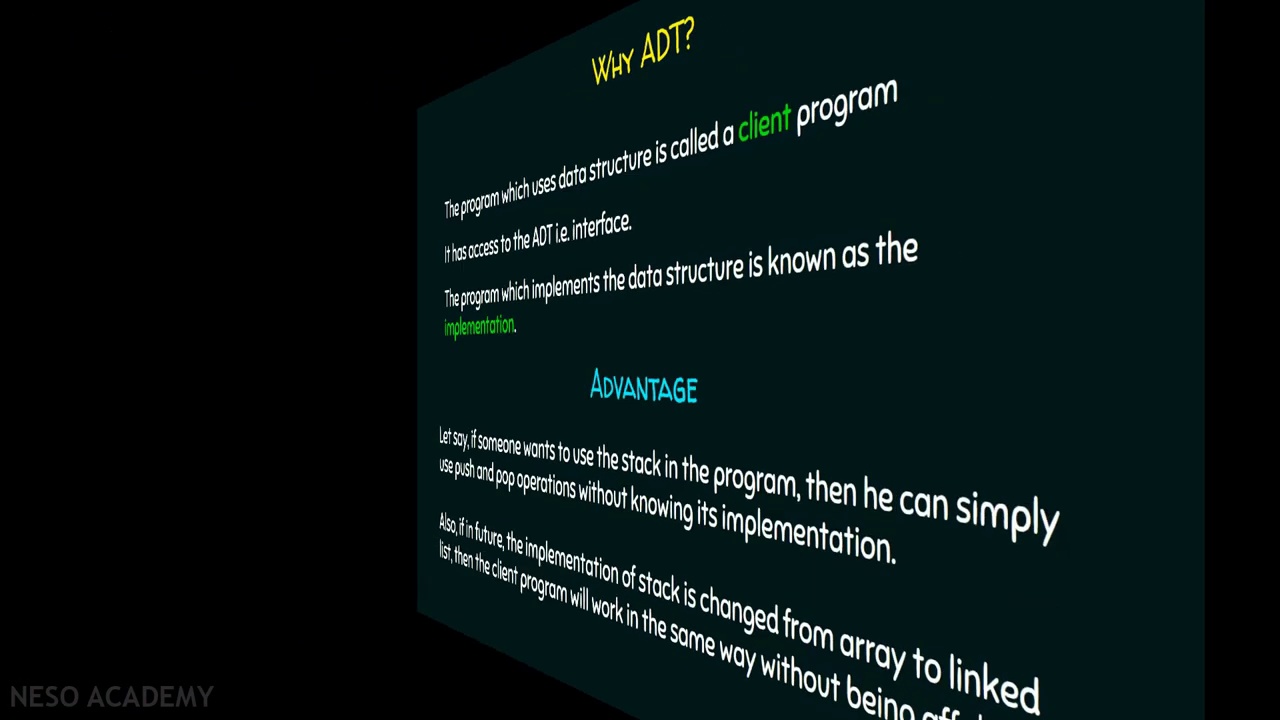 WHY ADT?
The program which uses data structure is called a client program
It has access to the ADT i.e. interface.
The program which implements the data structure is known as the
implementation.
ADVANTAGE
Let say, if someone wants to use the stack in the program, then he can simply
use push and pop operations without knowing its implementation.
Also, if in future, the implementation of stack is changed from array to linked
list, then the client program will work in the same way without being
NESO ACADEMY